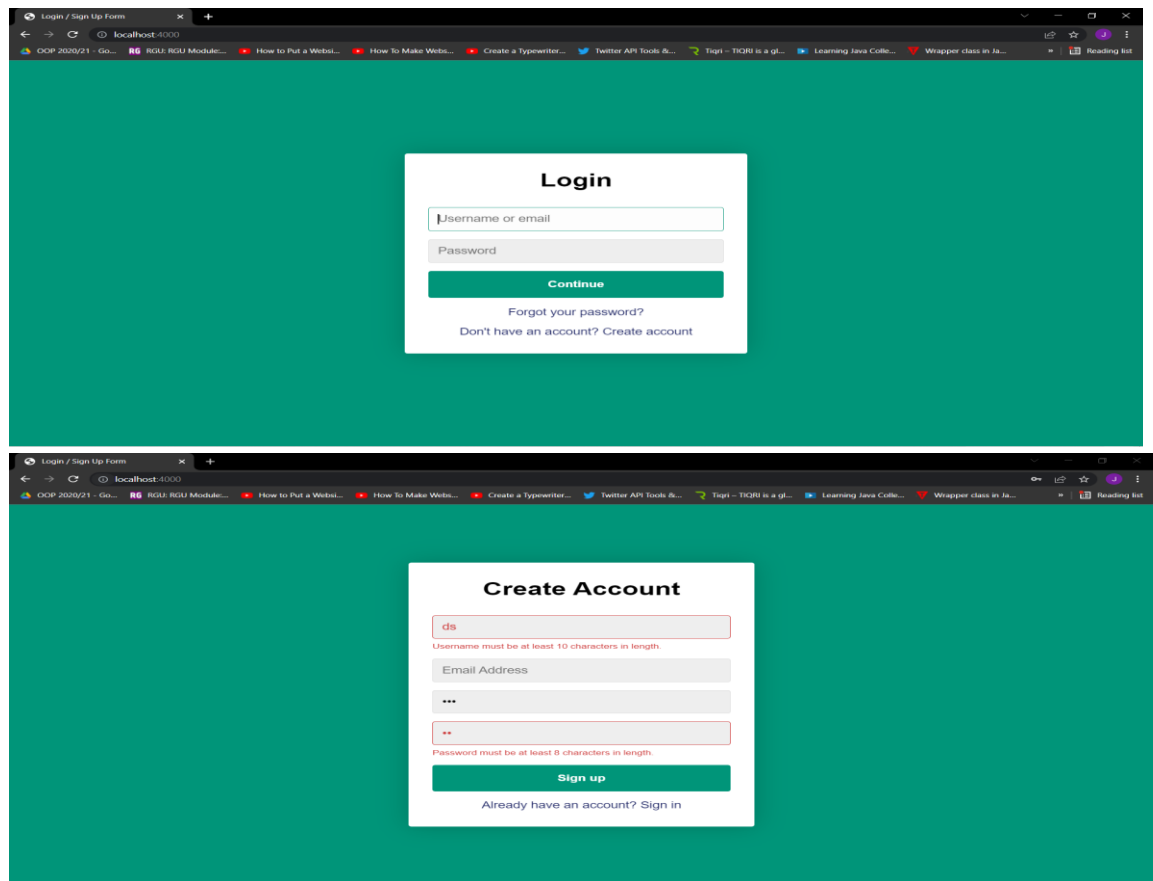 Login / Sign Up Form
localhost:4000
J
OOP 2020/21 - Go... RG RGU: RGU Module:... How to Put a Websi... How To Make Webs... Create a Typewriter... Twitter API Tools &... Tiqri – TIQRI is a gl... Learning Java Colle... Wrapper class in Ja... » Reading list
Login
Username or email
Password
Continue
Forgot your password?
Don't have an account? Create account
Login / Sign Up Form
localhost:4000
J
OOP 2020/21 - Go... RG RGU: RGU Module:... How to Put a Websi... How To Make Webs... Create a Typewriter... Twitter API Tools &... Tiqri – TIQRI is a gl... Learning Java Colle... Wrapper class in Ja... » Reading list
Create Account
ds
Username must be at least 10 characters in length.
Email Address
•••
••
Password must be at least 8 characters in length.
Sign up
Already have an account? Sign in